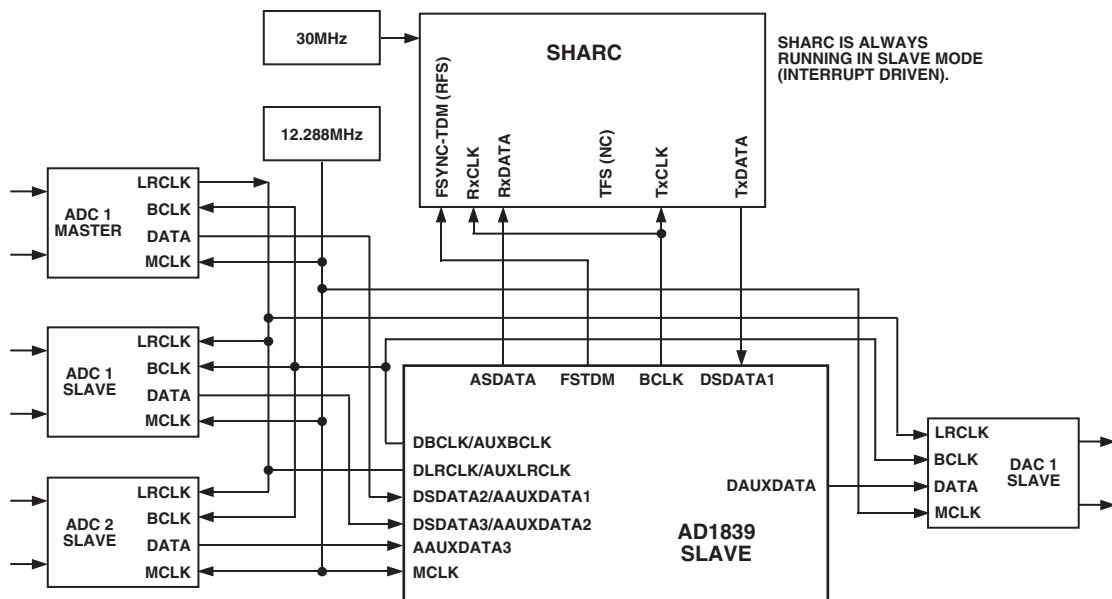 30MHz
SHARC
SHARC IS ALWAYS
RUNNING IN SLAVE MODE
(INTERRUPT DRIVEN).
FSYNC-TDM (RFS)
RxCLK
RxDATA
TFS (NC)
TxCLK
TxDATA
12.288MHz
ADC 1
MASTER
LRCLK
BCLK
DATA
MCLK
ADC 1
SLAVE
LRCLK
BCLK
DATA
MCLK
ADC 2
SLAVE
LRCLK
BCLK
DATA
MCLK
ASDATA
FSTDM
BCLK
DSDATA1
DBCLK/AUXBCLK
DLRCLK/AUXLRCLK
DSDATA2/AAUXDATA1
DSDATA3/AAUXDATA2
AAUXDATA3
MCLK
DAUXDATA
AD1839
SLAVE
LRCLK
BCLK
DATA
MCLK
DAC 1
SLAVE